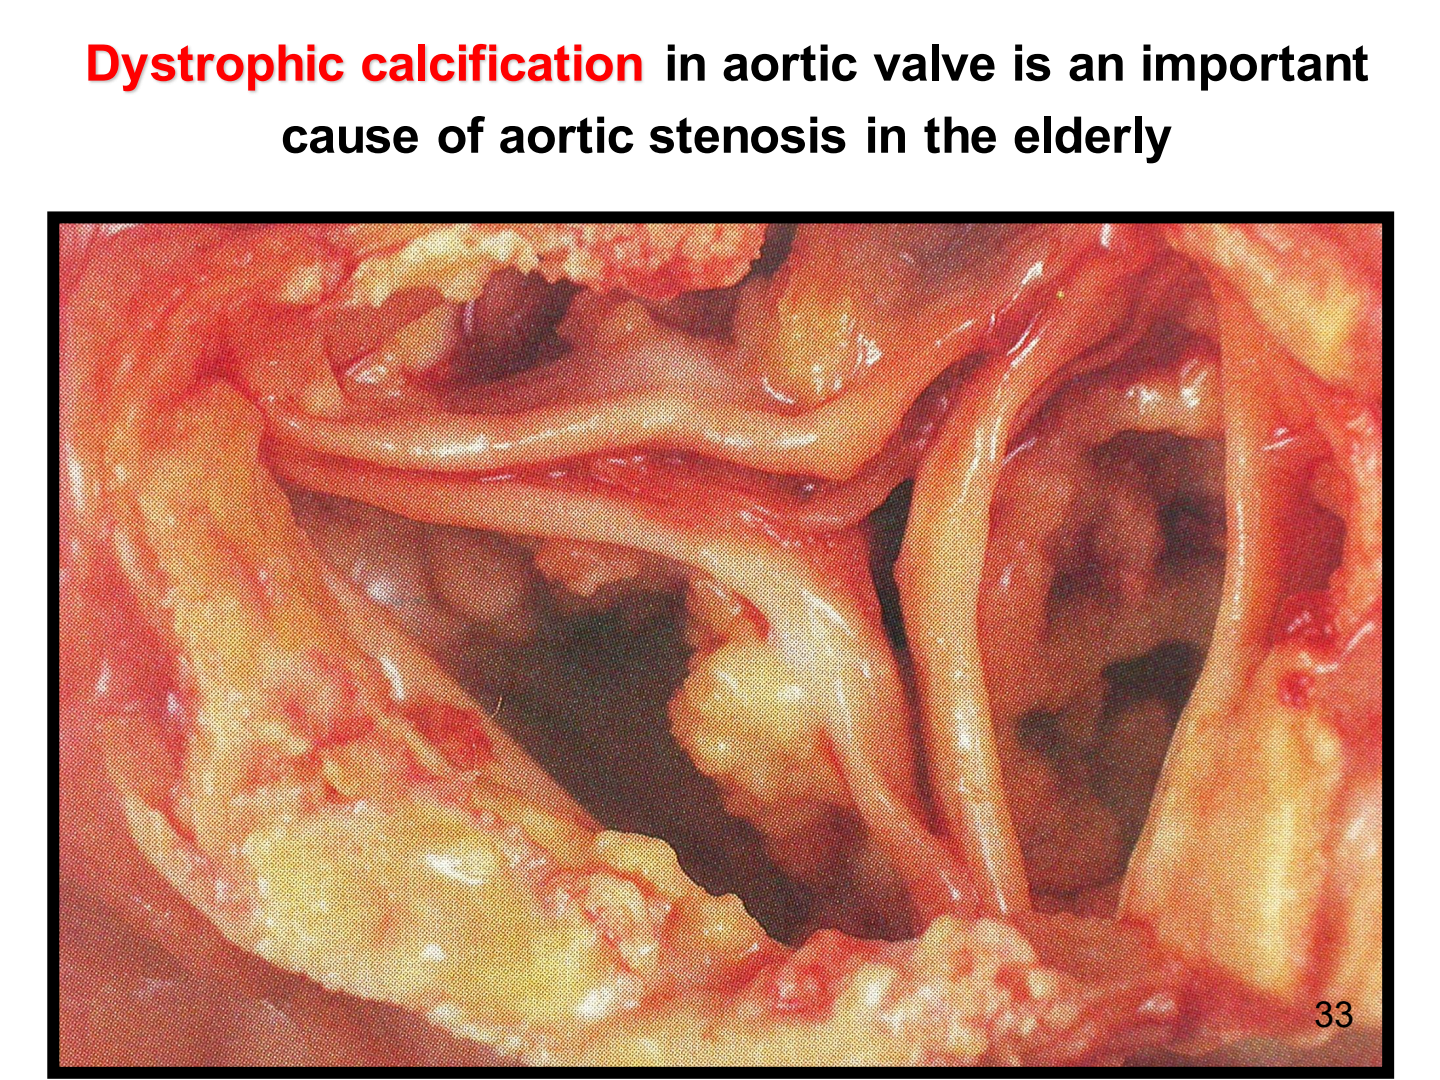 Dystrophic calcification in aortic valve is an important
cause of aortic stenosis in the elderly
33